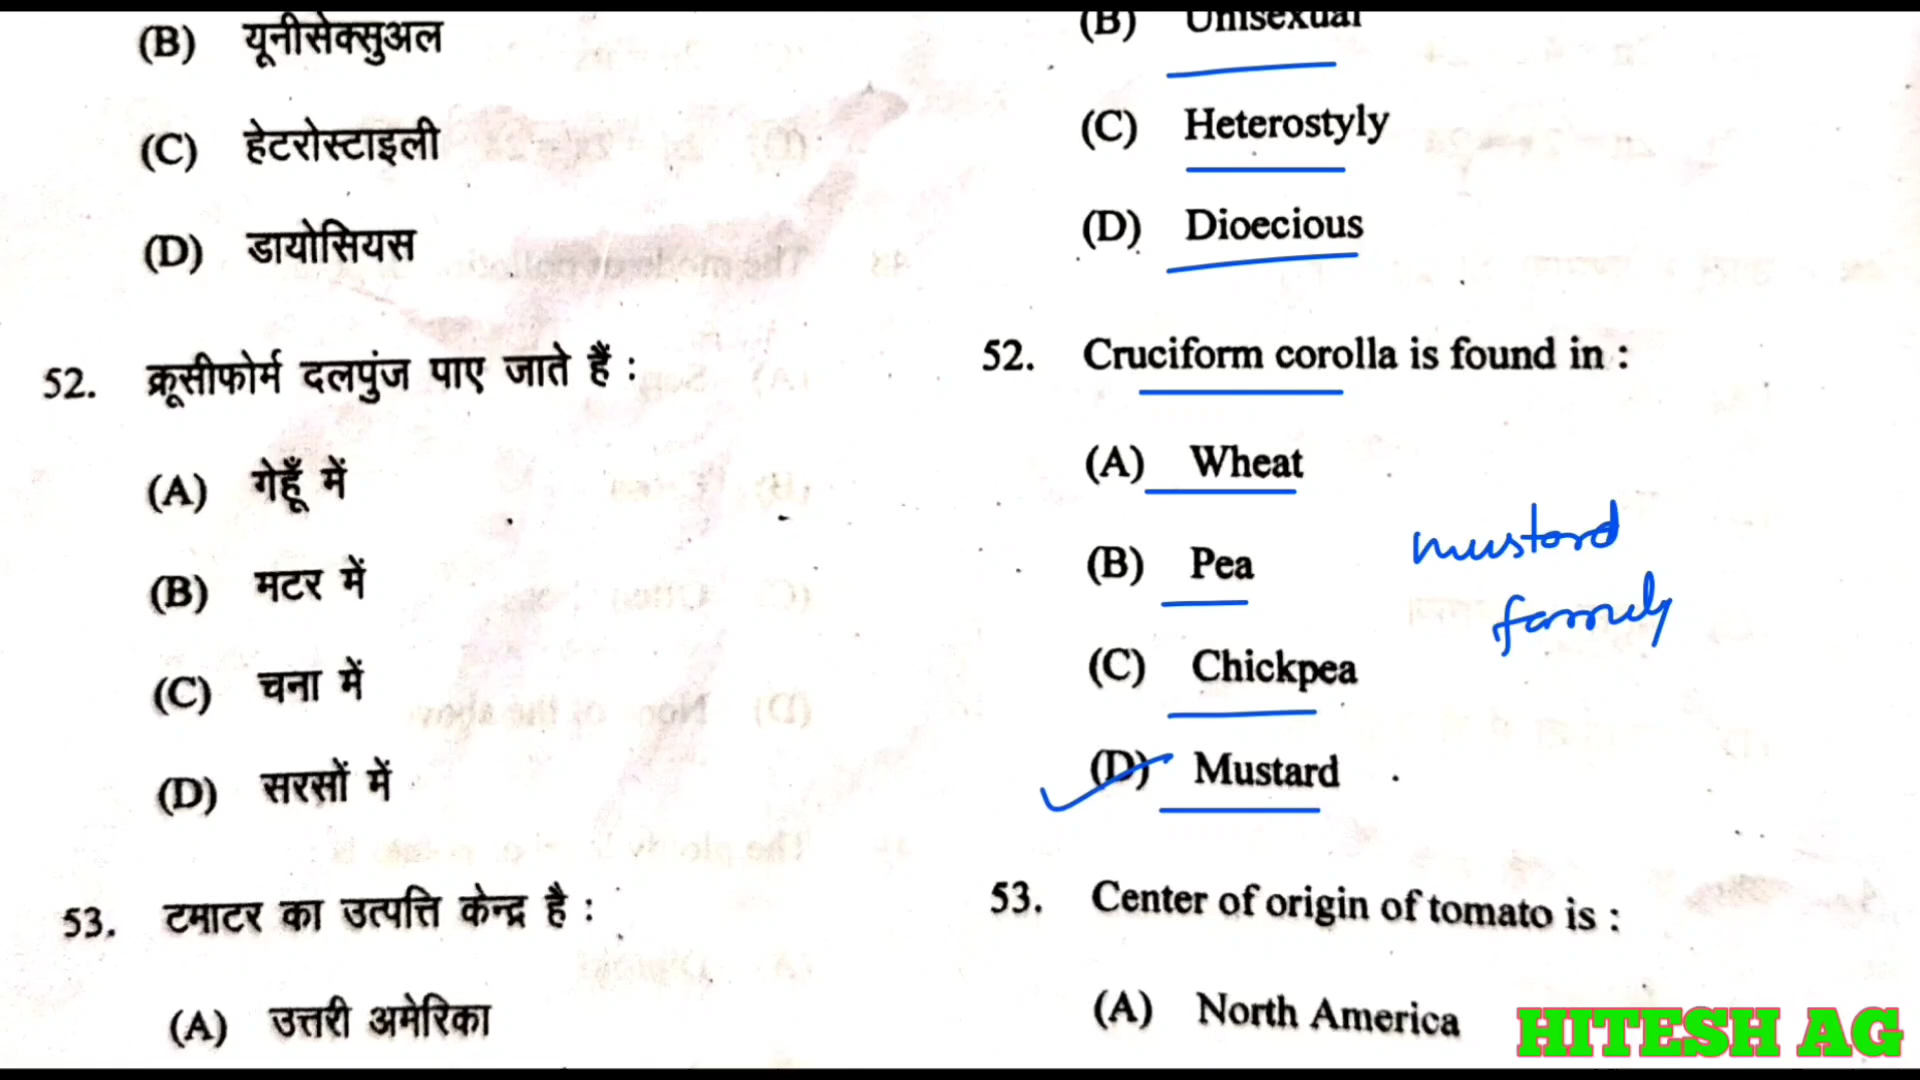 (B) यूनीसेक्सुअल
(C) हेटरोस्टाइली
(D) डायोसियस
52. क्रूसीफोर्म दलपुंज पाए जाते हैं :
(A) गेहूँ में
(B) मटर में
(C) चना में
(D) सरसों में
53. टमाटर का उत्पत्ति केन्द्र है :
(A) उत्तरी अमेरिका
(B) Unisexual
(C) Heterostyly
(D) Dioecious
52. Cruciform corolla is found in :
(A) Wheat
(B) Pea
(C) Chickpea
(D) Mustard
mustard
family
53. Center of origin of tomato is :
(A) North America
HITESH AG